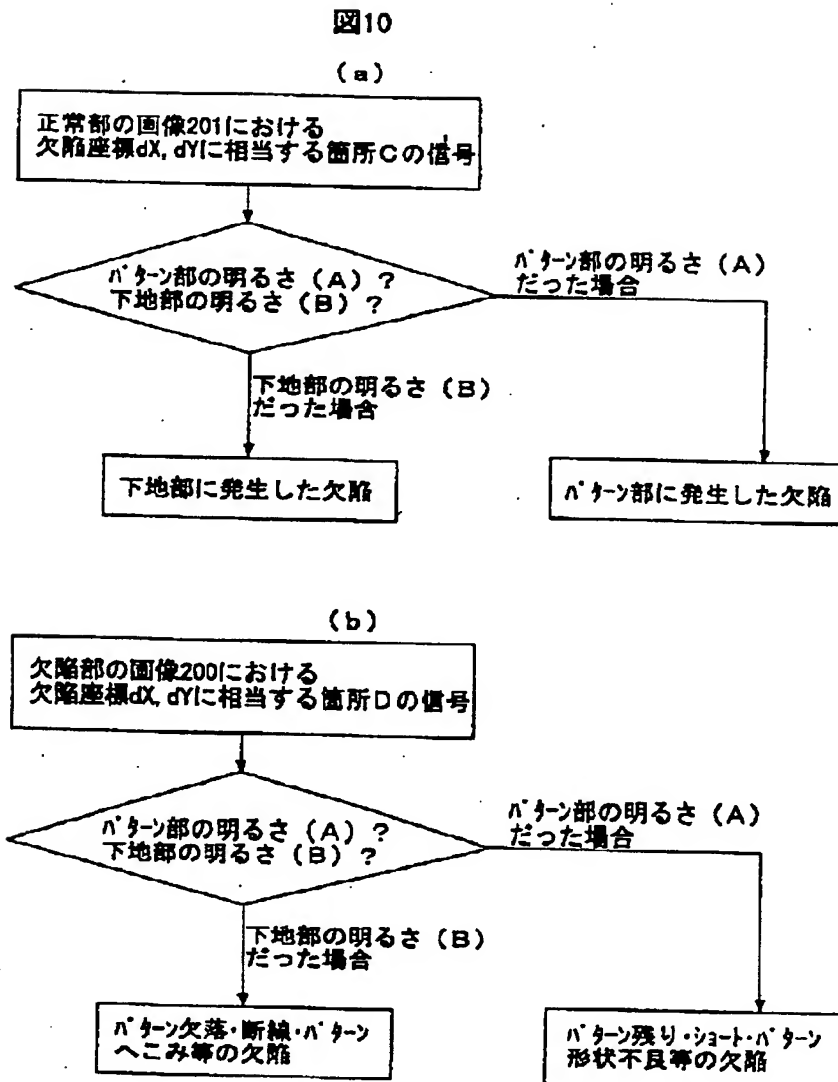 図10
(a)
正常部の画像201における
欠陥座標dX, dYに相当する箇所Cの信号
パターン部の明るさ (A) ?
下地部の明るさ (B) ?
パターン部の明るさ (A)
だった場合
下地部の明るさ (B)
だった場合
下地部に発生した欠陥
パターン部に発生した欠陥
(b)
欠陥部の画像200における
欠陥座標dX, dYに相当する箇所Dの信号
パターン部の明るさ (A) ?
下地部の明るさ (B) ?
パターン部の明るさ (A)
だった場合
下地部の明るさ (B)
だった場合
パターン欠落・断線・パターン
へこみ等の欠陥
パターン残り・ショート・パターン
形状不良等の欠陥